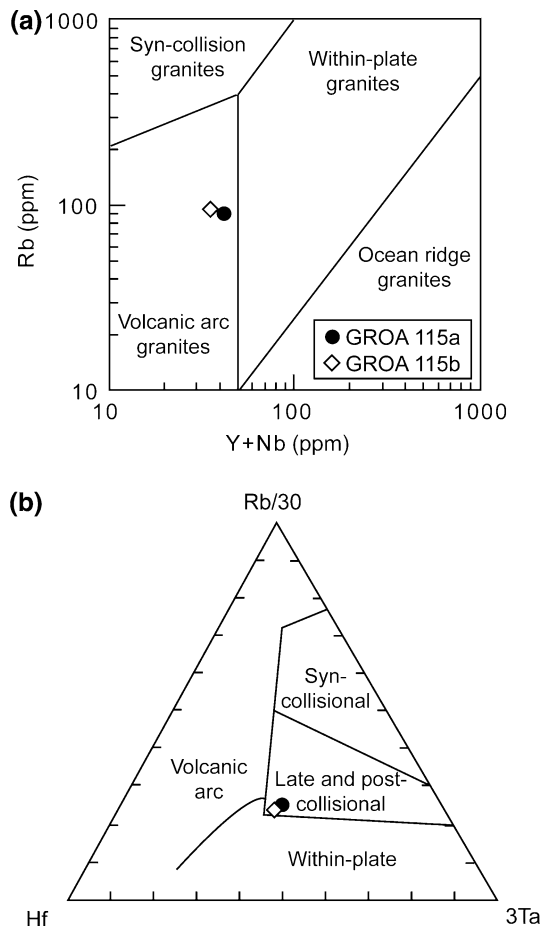 (a)
1000
Syn-collision
granites
Within-plate
granites
Rb (ppm)
100
Ocean ridge
granites
Volcanic arc
granites
GROA 115a
GROA 115b
10
10
100
1000
Y+Nb (ppm)
(b)
Rb/30
Syn-
collisional
Volcanic
arc
Late and post-
collisional
Within-plate
Hf
3Ta